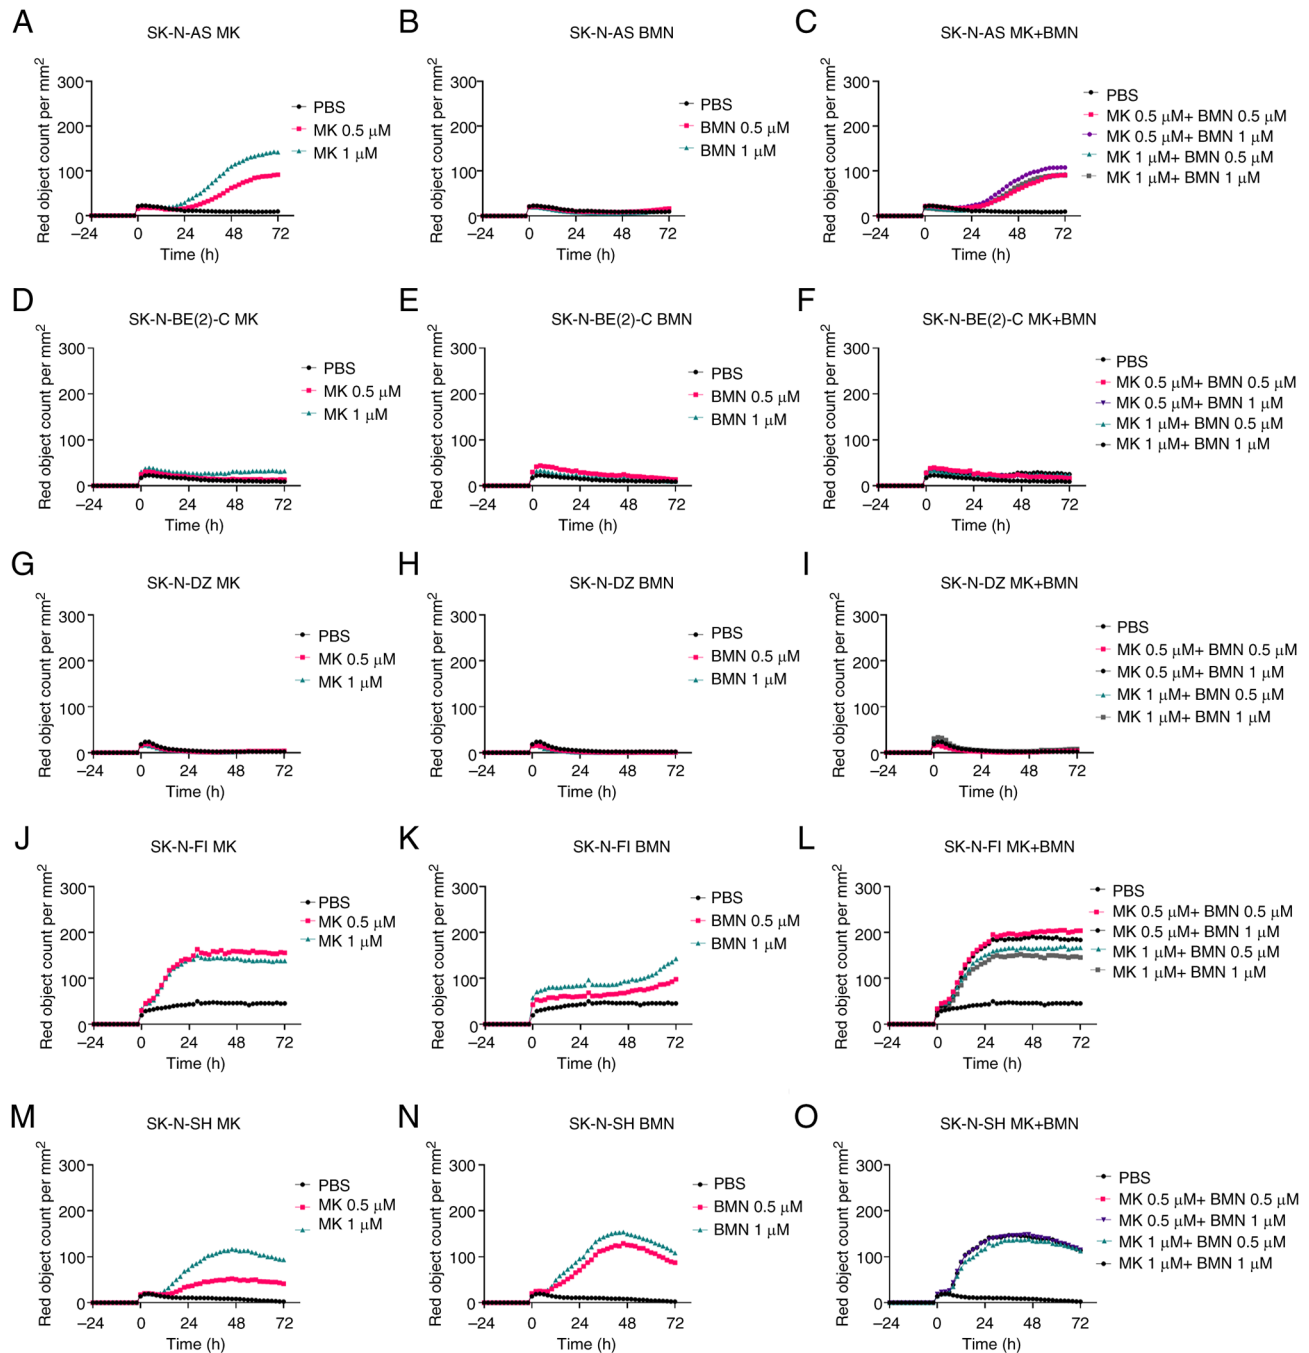 A
SK-N-AS MK
Red object count per mm2
300
200
100
0
–24
0
24
48
72
Time (h)
PBS
MK 0.5 μM
MK 1 μM
B
SK-N-AS BMN
Red object count per mm2
300
200
100
0
–24
0
24
48
72
Time (h)
PBS
BMN 0.5 μM
BMN 1 μM
C
SK-N-AS MK+BMN
Red object count per mm2
300
200
100
0
–24
0
24
48
72
Time (h)
PBS
MK 0.5 μM+ BMN 0.5 μM
MK 0.5 μM+ BMN 1 μM
MK 1 μM+ BMN 0.5 μM
MK 1 μM+ BMN 1 μM
D
SK-N-BE(2)-C MK
Red object count per mm2
300
200
100
0
–24
0
24
48
72
Time (h)
PBS
MK 0.5 μM
MK 1 μM
E
SK-N-BE(2)-C BMN
Red object count per mm2
300
200
100
0
–24
0
24
48
72
Time (h)
PBS
BMN 0.5 μM
BMN 1 μM
F
SK-N-BE(2)-C MK+BMN
Red object count per mm2
300
200
100
0
–24
0
24
48
72
Time (h)
PBS
MK 0.5 μM+ BMN 0.5 μM
MK 0.5 μM+ BMN 1 μM
MK 1 μM+ BMN 0.5 μM
MK 1 μM+ BMN 1 μM
G
SK-N-DZ MK
Red object count per mm2
300
200
100
0
–24
0
24
48
72
Time (h)
PBS
MK 0.5 μM
MK 1 μM
H
SK-N-DZ BMN
Red object count per mm2
300
200
100
0
–24
0
24
48
72
Time (h)
PBS
BMN 0.5 μM
BMN 1 μM
I
SK-N-DZ MK+BMN
Red object count per mm2
300
200
100
0
–24
0
24
48
72
Time (h)
PBS
MK 0.5 μM+ BMN 0.5 μM
MK 0.5 μM+ BMN 1 μM
MK 1 μM+ BMN 0.5 μM
MK 1 μM+ BMN 1 μM
J
SK-N-FI MK
Red object count per mm2
300
200
100
0
–24
0
24
48
72
Time (h)
PBS
MK 0.5 μM
MK 1 μM
K
SK-N-FI BMN
Red object count per mm2
300
200
100
0
–24
0
24
48
72
Time (h)
PBS
BMN 0.5 μM
BMN 1 μM
L
SK-N-FI MK+BMN
Red object count per mm2
300
200
100
0
–24
0
24
48
72
Time (h)
PBS
MK 0.5 μM+ BMN 0.5 μM
MK 0.5 μM+ BMN 1 μM
MK 1 μM+ BMN 0.5 μM
MK 1 μM+ BMN 1 μM
M
SK-N-SH MK
Red object count per mm2
300
200
100
0
–24
0
24
48
72
Time (h)
PBS
MK 0.5 μM
MK 1 μM
N
SK-N-SH BMN
Red object count per mm2
300
200
100
0
–24
0
24
48
72
Time (h)
PBS
BMN 0.5 μM
BMN 1 μM
O
SK-N-SH MK+BMN
Red object count per mm2
300
200
100
0
–24
0
24
48
72
Time (h)
PBS
MK 0.5 μM+ BMN 0.5 μM
MK 0.5 μM+ BMN 1 μM
MK 1 μM+ BMN 0.5 μM
MK 1 μM+ BMN 1 μM